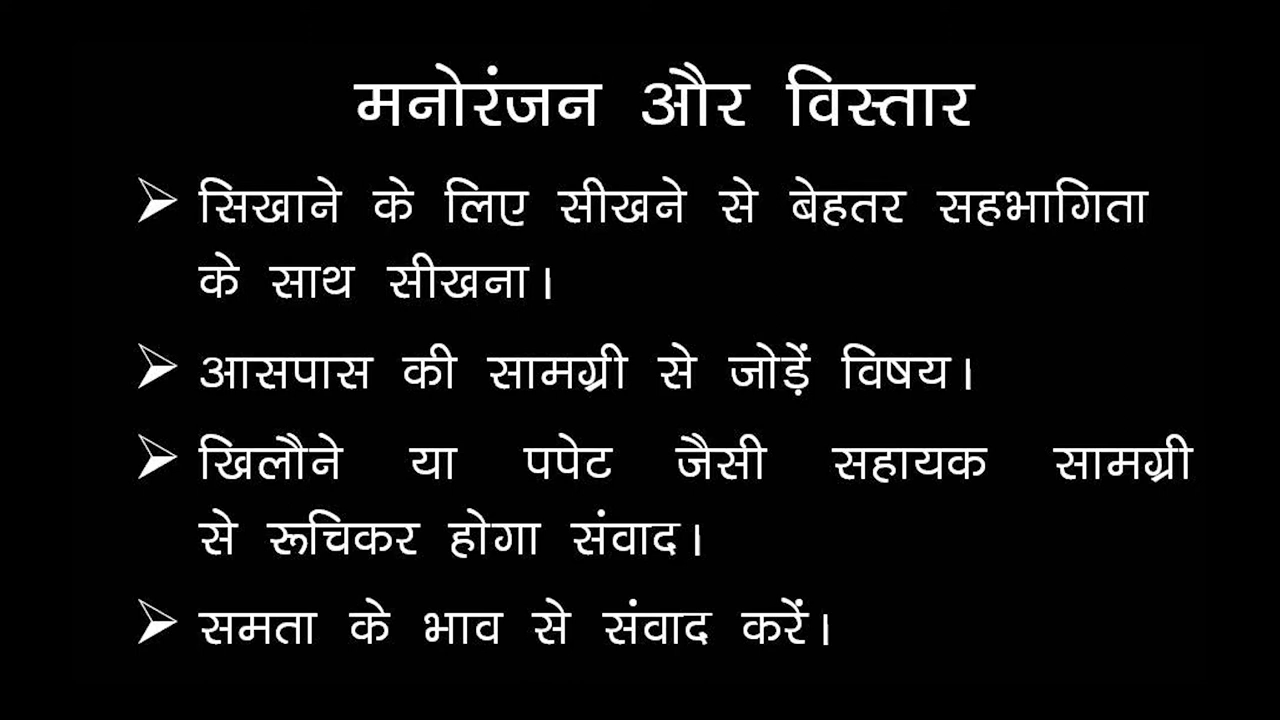 मनोरंजन और विस्तार
➢ सिखाने के लिए सीखने से बेहतर सहभागिता
के साथ सीखना।
➢ आसपास की सामग्री से जोड़ें विषय।
➢ खिलौने या पपेट जैसी सहायक सामग्री
से रूचिकर होगा संवाद।
➢ समता के भाव से संवाद करें।